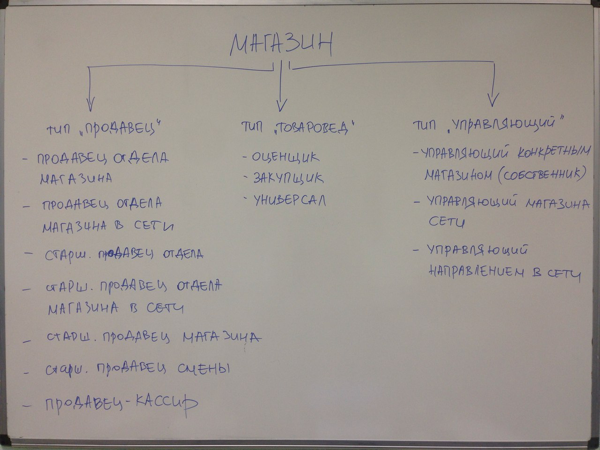 МАГАЗИН
ТИП „ПРОДАВЕЦ“
- ПРОДАВЕЦ ОТДЕЛА
МАГАЗИНА
- ПРОДАВЕЦ ОТДЕЛА
МАГАЗИНА В СЕТИ
- СТАРШ. ПРОДАВЕЦ ОТДЕЛА
- СТАРШ. ПРОДАВЕЦ ОТДЕЛА
МАГАЗИНА В СЕТИ
- СТАРШ. ПРОДАВЕЦ МАГАЗИНА
- СТАРШ. ПРОДАВЕЦ СМЕНЫ
- ПРОДАВЕЦ-КАССИР
ТИП „ТОВАРОВЕД“
- ОЦЕНЩИК
- ЗАКУПЩИК
- УНИВЕРСАЛ
ТИП „УПРАВЛЯЮЩИЙ“
- УПРАВЛЯЮЩИЙ КОНКРЕТНЫМ
МАГАЗИНОМ (СОБСТВЕННИК)
- УПРАВЛЯЮЩИЙ МАГАЗИНА
СЕТИ
- УПРАВЛЯЮЩИЙ
НАПРАВЛЕНИЕМ В СЕТИ